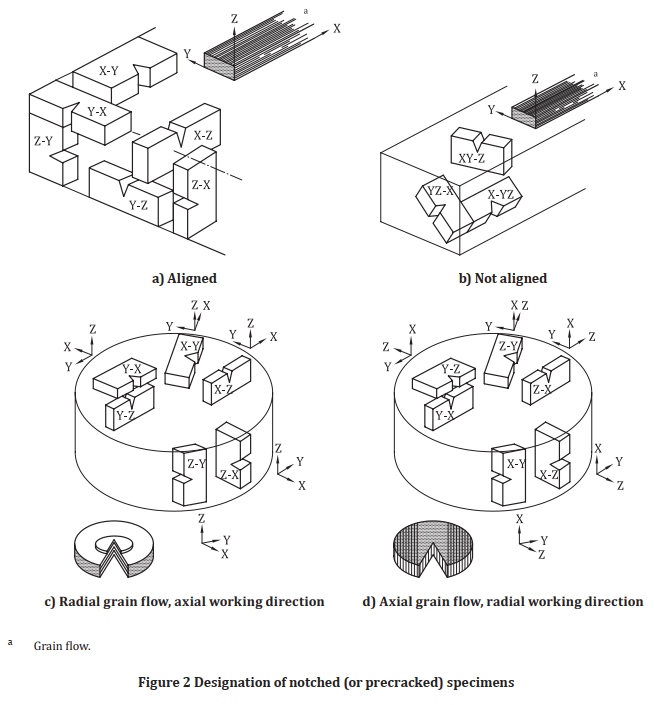 a
Z
X
Y
X-Y
Y-X
Z-Y
X-Z
Z-X
Y-Z
a) Aligned
a
Z
X
Y
XY-Z
YZ-X
X-YZ
b) Not aligned
Z
X
Y
Z X
Y
Z
Y
X
X-Y
Y-X
X-Z
Y-Z
Z-Y
Z-X
Z
Y
X
Z
Y
X
c) Radial grain flow, axial working direction
X
Z
Y
X Z
Y
X
Y
Z
Z-Y
Y-Z
Z-X
Y-X
X-Y
X-Z
X
Y
Z
X
Y
Z
d) Axial grain flow, radial working direction
a Grain flow.
Figure 2 Designation of notched (or precracked) specimens